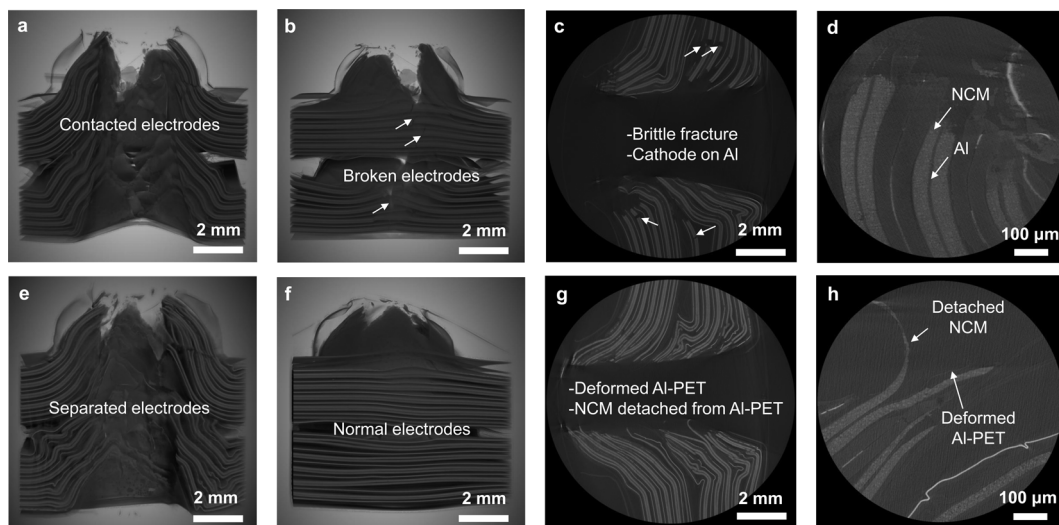 a
Contacted electrodes
2 mm
b
Broken electrodes
2 mm
c
-Brittle fracture
-Cathode on Al
2 mm
d
NCM
Al
100 µm
e
Separated electrodes
2 mm
f
Normal electrodes
2 mm
g
-Deformed Al-PET
-NCM detached from Al-PET
2 mm
h
Detached
NCM
Deformed
Al-PET
100 µm